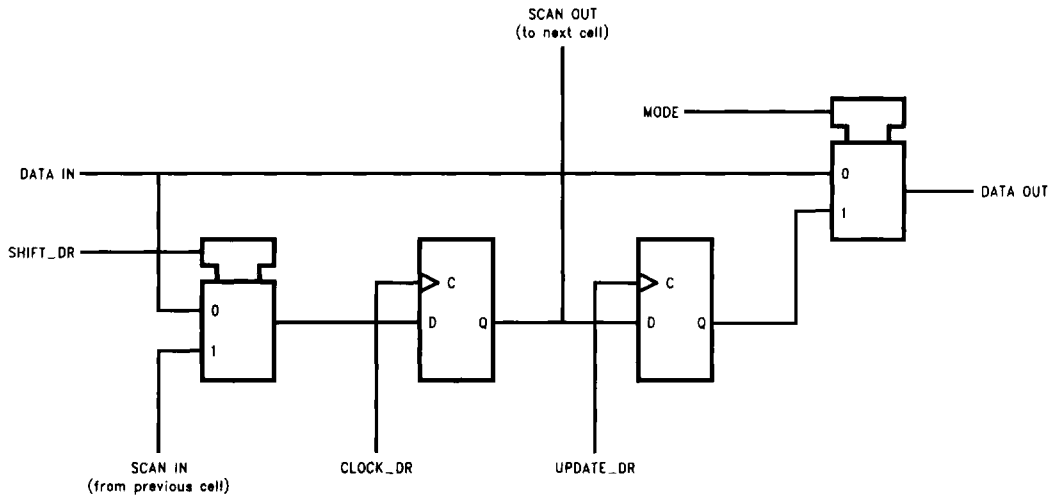 SCAN OUT
(to next cell)
MODE
DATA IN
0
DATA OUT
1
SHIFT_DR
C
C
0
D
Q
D
Q
1
SCAN IN
(from previous cell)
CLOCK_DR
UPDATE_DR